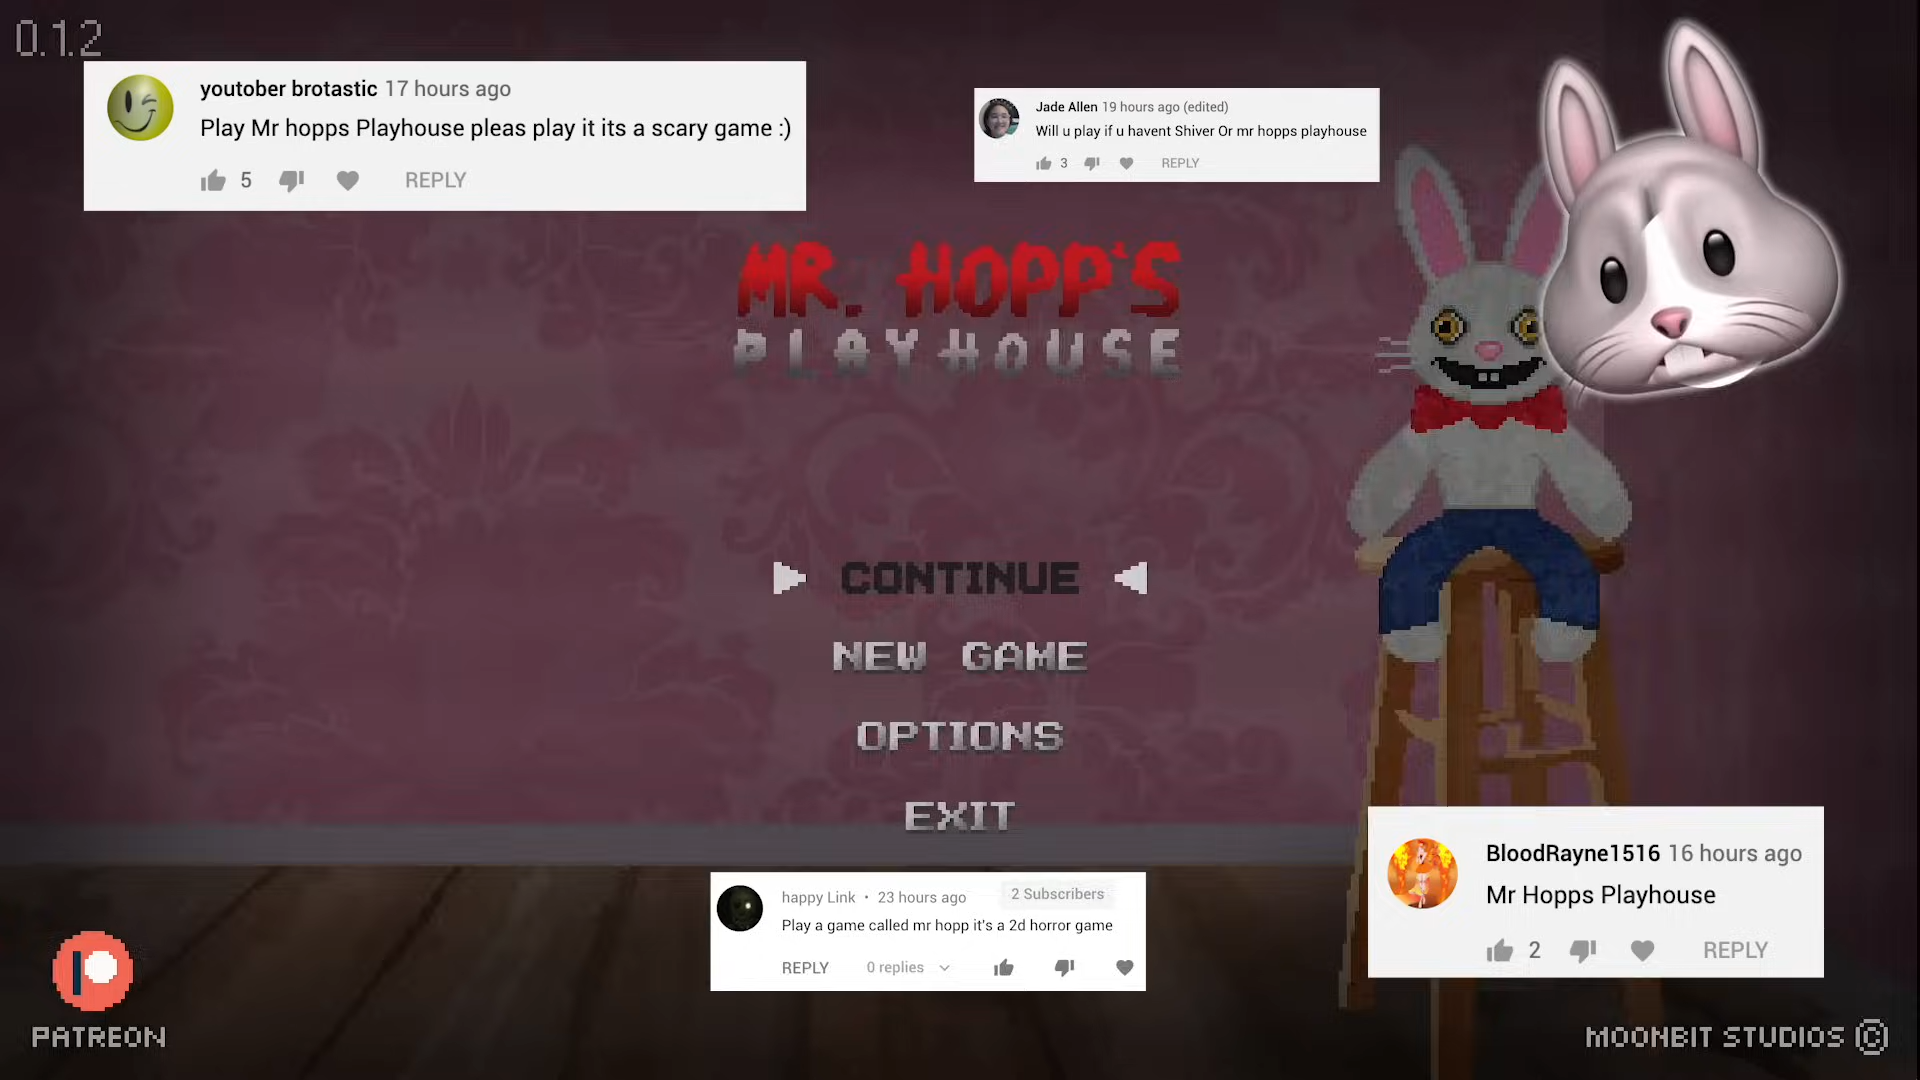 0.1.2
youtober brotastic 17 hours ago
Play Mr hopps Playhouse pleas play it its a scary game :)
5 REPLY
Jade Allen 19 hours ago (edited)
Will u play if u havent Shiver Or mr hopps playhouse
3 REPLY
MR. HOPP'S
PLAYHOUSE
CONTINUE
NEW GAME
OPTIONS
EXIT
happy Link • 23 hours ago 2 Subscribers
Play a game called mr hopp it's a 2d horror game
REPLY 0 replies
BloodRayne1516 16 hours ago
Mr Hopps Playhouse
2 REPLY
PATREON
MOONBIT STUDIOS ©